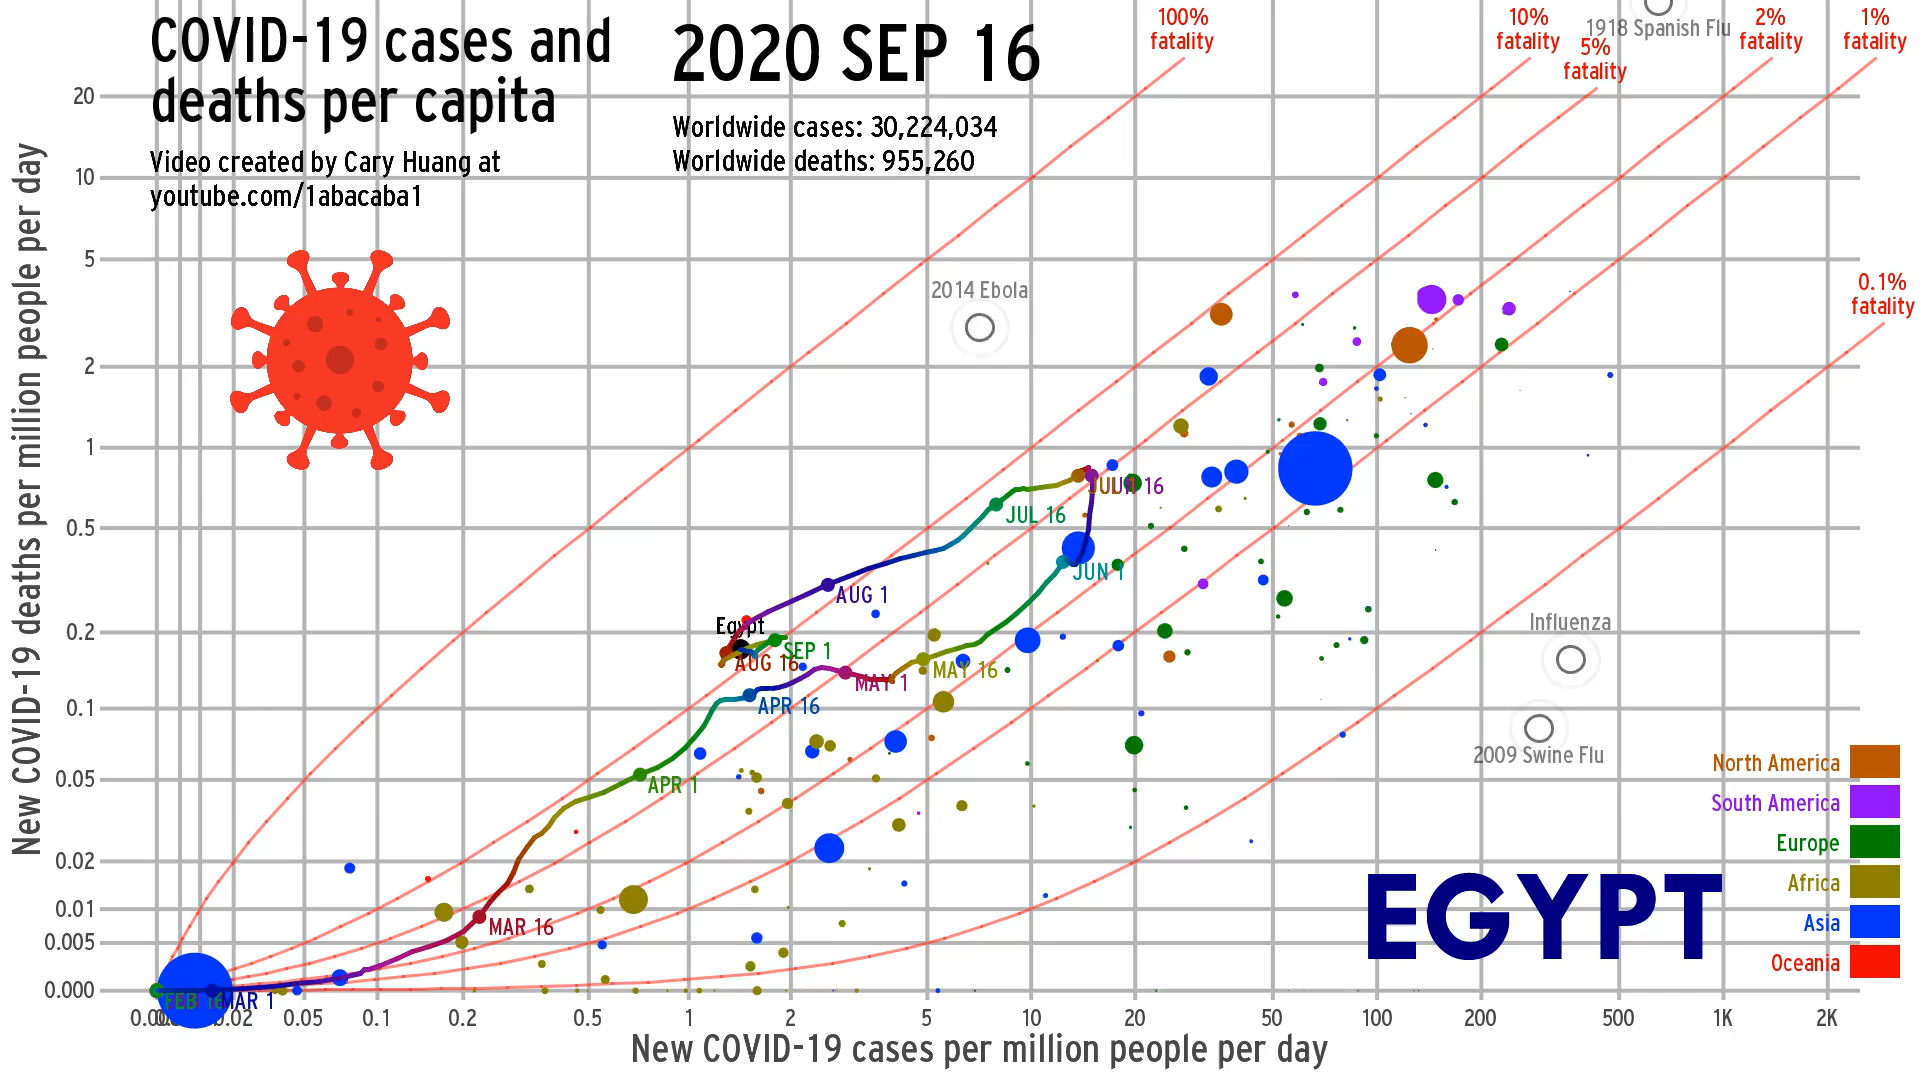 COVID-19 cases and
deaths per capita
Video created by Cary Huang at
youtube.com/1abacaba1
2020 SEP 16
Worldwide cases: 30,224,034
Worldwide deaths: 955,260
100%
fatality
10%
fatality
5%
fatality
1918 Spanish Flu
2%
fatality
1%
fatality
0.1%
fatality
New COVID-19 deaths per million people per day
20
10
5
2
1
0.5
0.2
0.1
0.05
0.02
0.01
0.005
0.000
2014 Ebola
Influenza
2009 Swine Flu
JUN 16
JUL 16
JUN 1
AUG 1
Egypt
SEP 1
AUG 16
MAY 1
MAY 16
APR 16
APR 1
MAR 16
FEB 16
MAR 1
North America
South America
Europe
Africa
Asia
Oceania
EGYPT
0.02
0.05
0.1
0.2
0.5
1
2
5
10
20
50
100
200
500
1K
2K
New COVID-19 cases per million people per day